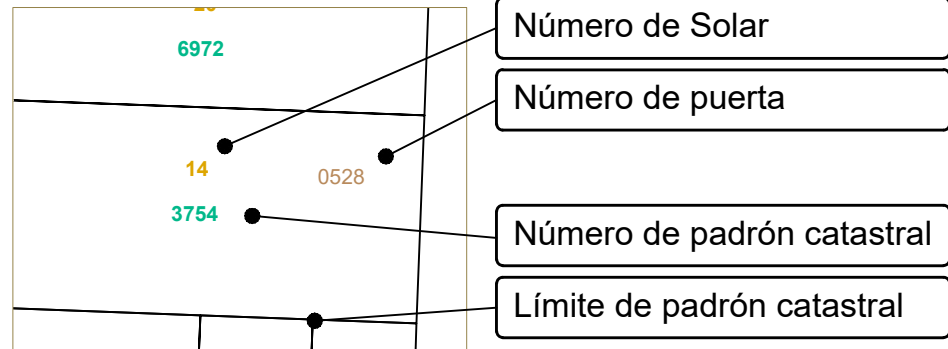 6972
14
0528
3754
Número de Solar
Número de puerta
Número de padrón catastral
Límite de padrón catastral